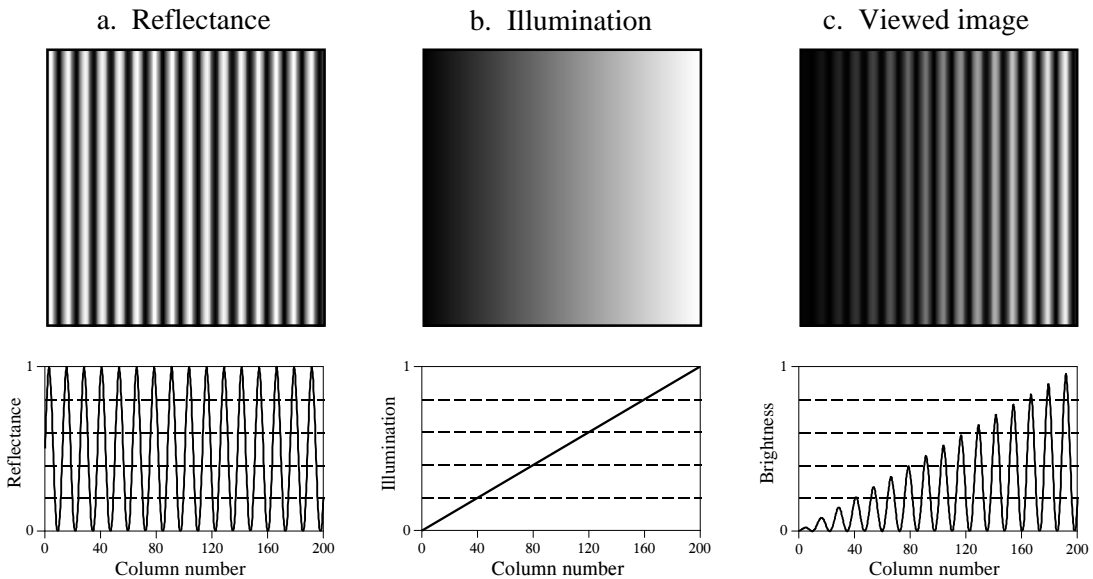 a. Reflectance
b. Illumination
c. Viewed image
1
Reflectance
0
0 40 80 120 160 200
Column number
1
Illumination
0
0 40 80 120 160 200
Column number
1
Brightness
0
0 40 80 120 160 200
Column number